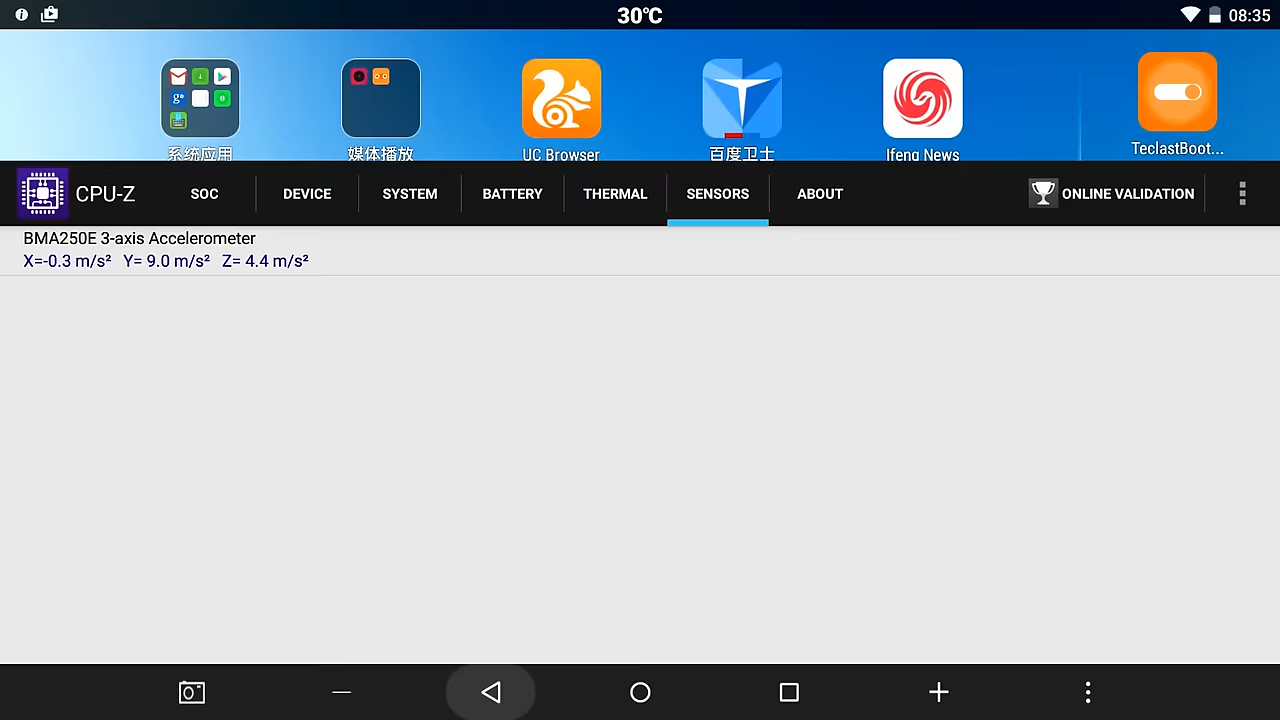 30℃
08:35
系统应用
媒体播放
UC Browser
百度卫士
Ifeng News
TeclastBoot...
CPU-Z
SOC
DEVICE
SYSTEM
BATTERY
THERMAL
SENSORS
ABOUT
ONLINE VALIDATION
BMA250E 3-axis Accelerometer
X=-0.3 m/s² Y= 9.0 m/s² Z= 4.4 m/s²